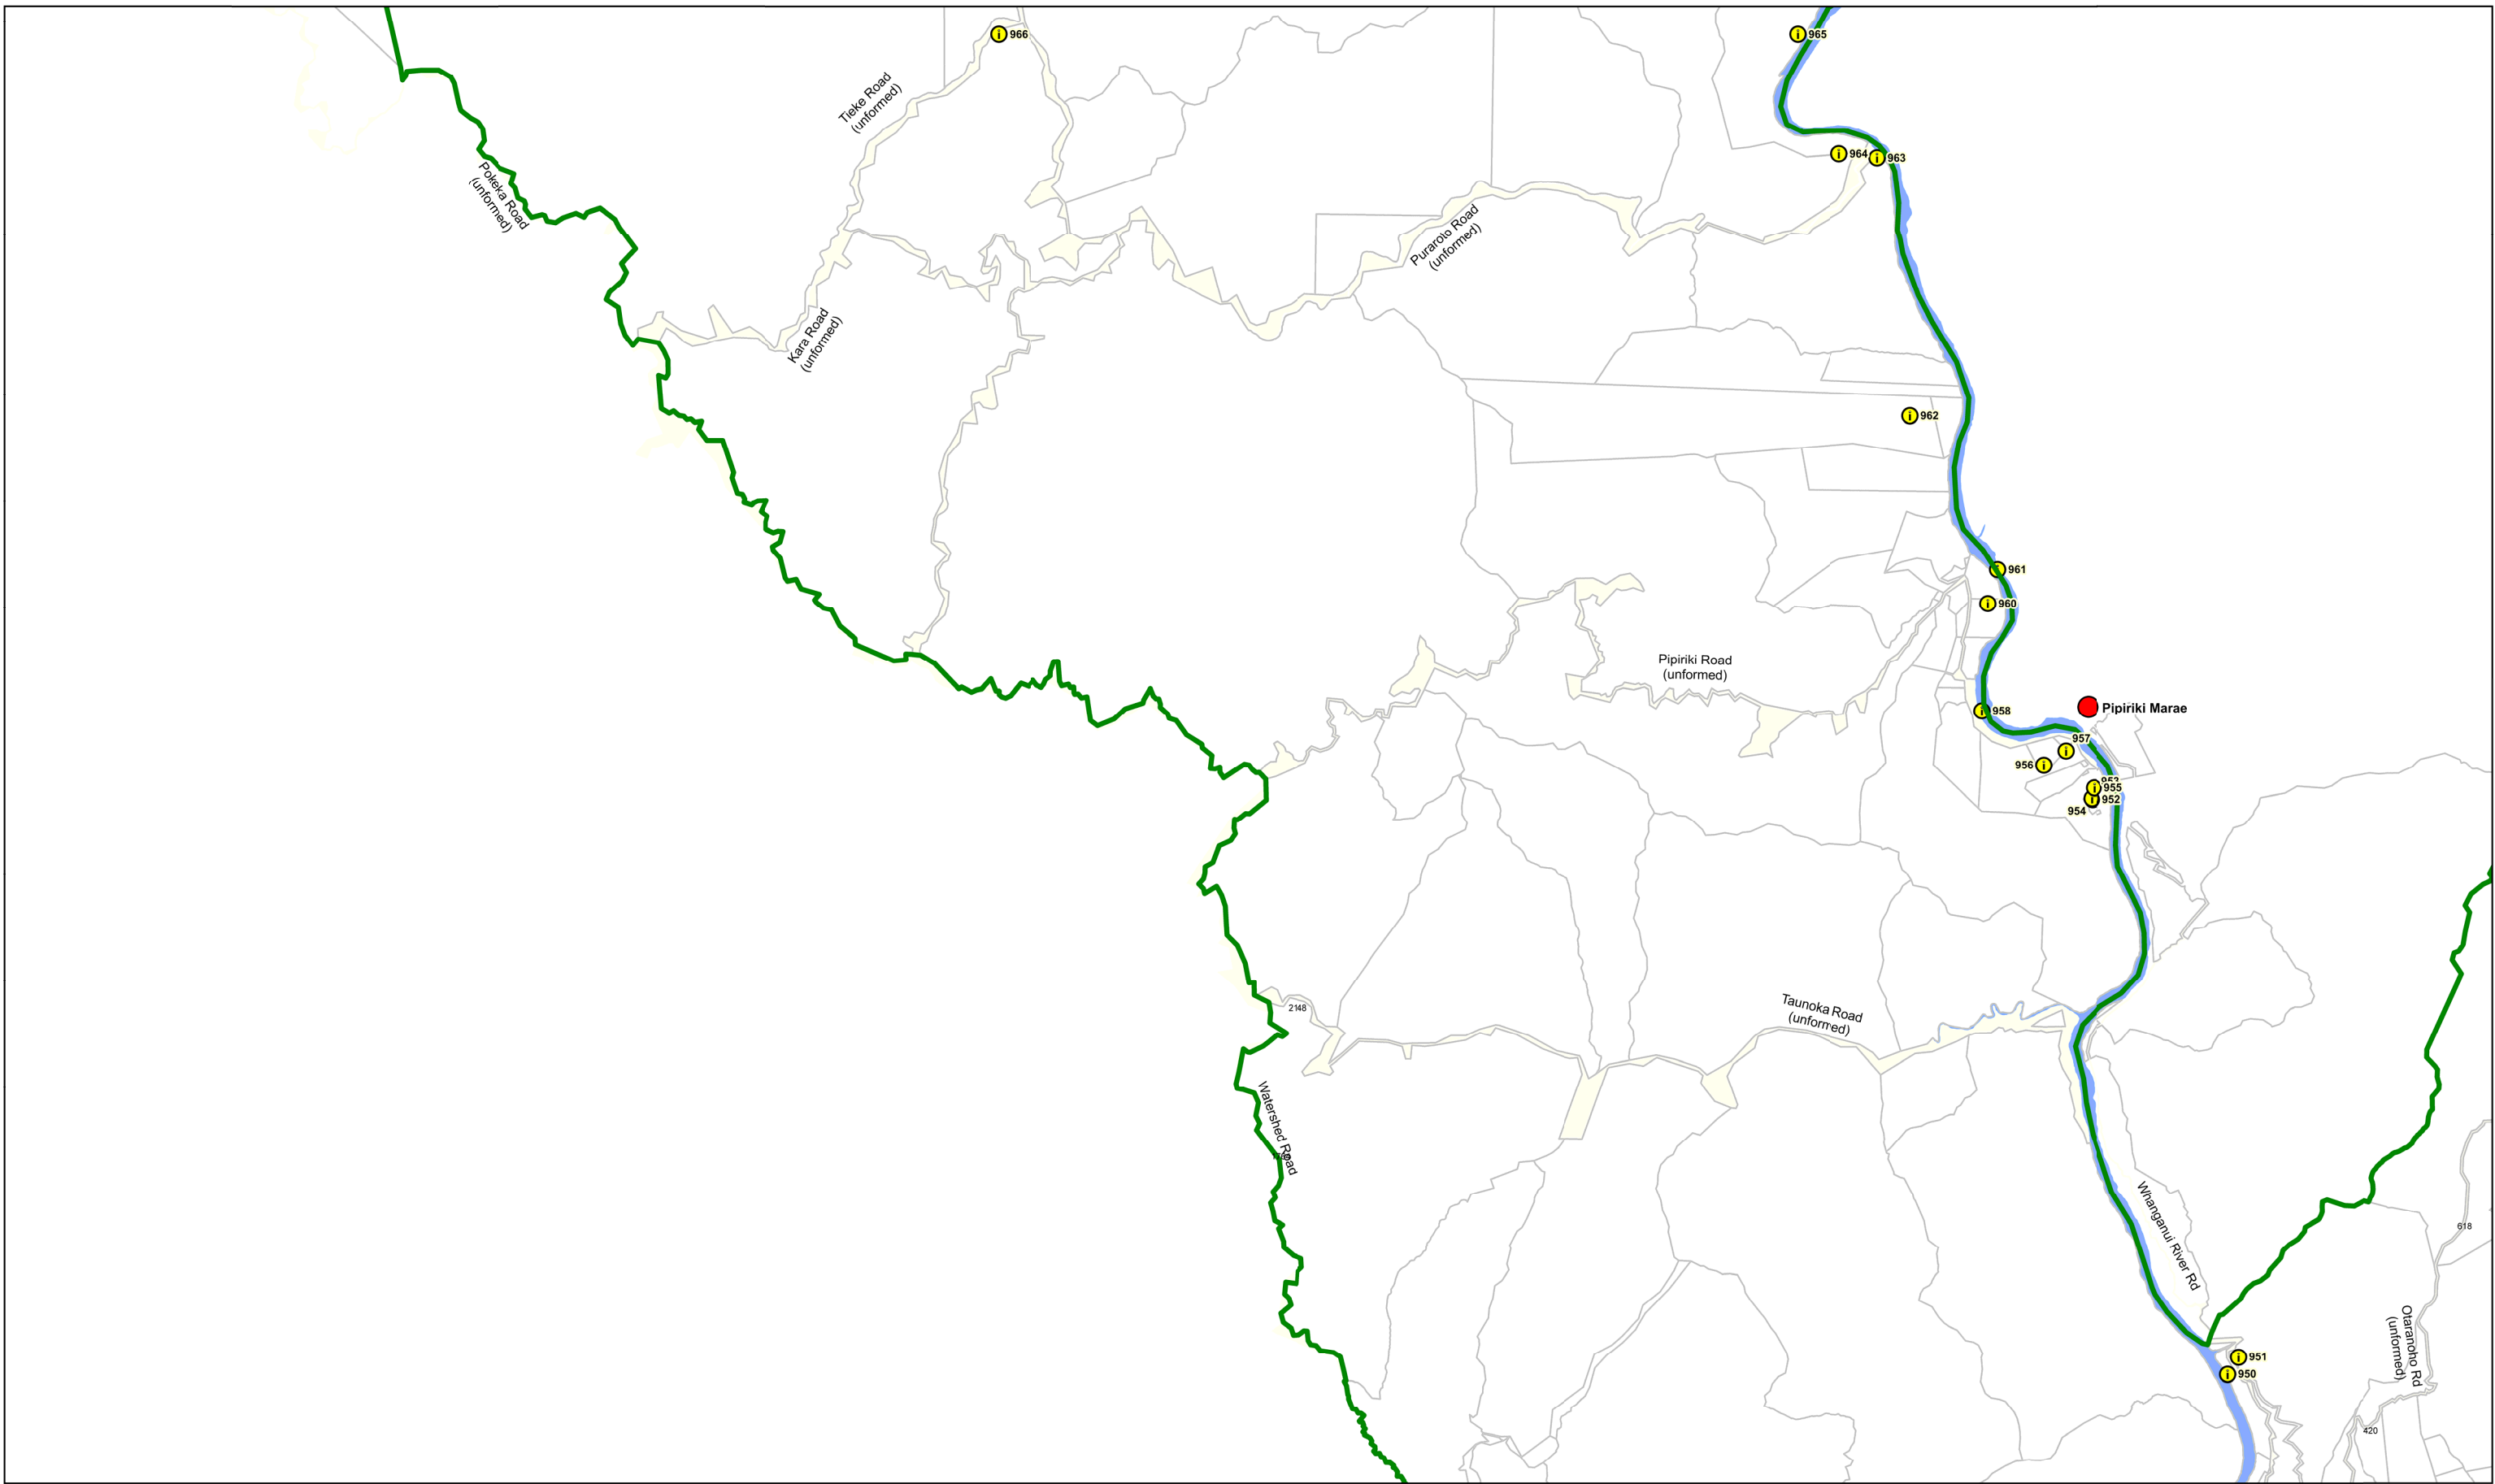 966
965
Tieke Road
(unformed)
964
963
Pokeka Road
(unformed)
Puraroto Road
(unformed)
Kara Road
(unformed)
962
961
960
Pipiriki Road
(unformed)
958
Pipiriki Marae
957
956
953
955
952
954
2148
Taunoka Road
(unformed)
Watershed Road
Whanganui River Rd
618
Otaranoho Rd
(unformed)
951
950
420